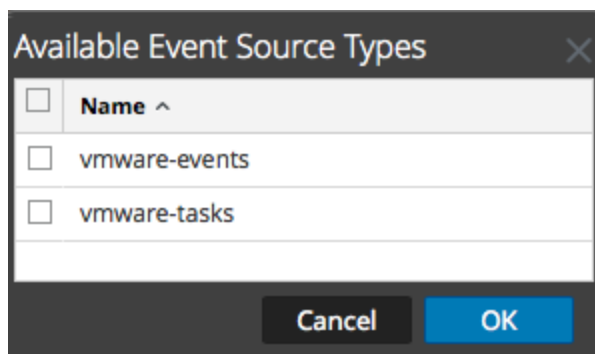 Available Event Source Types
Name
vmware-events
vmware-tasks
Cancel OK